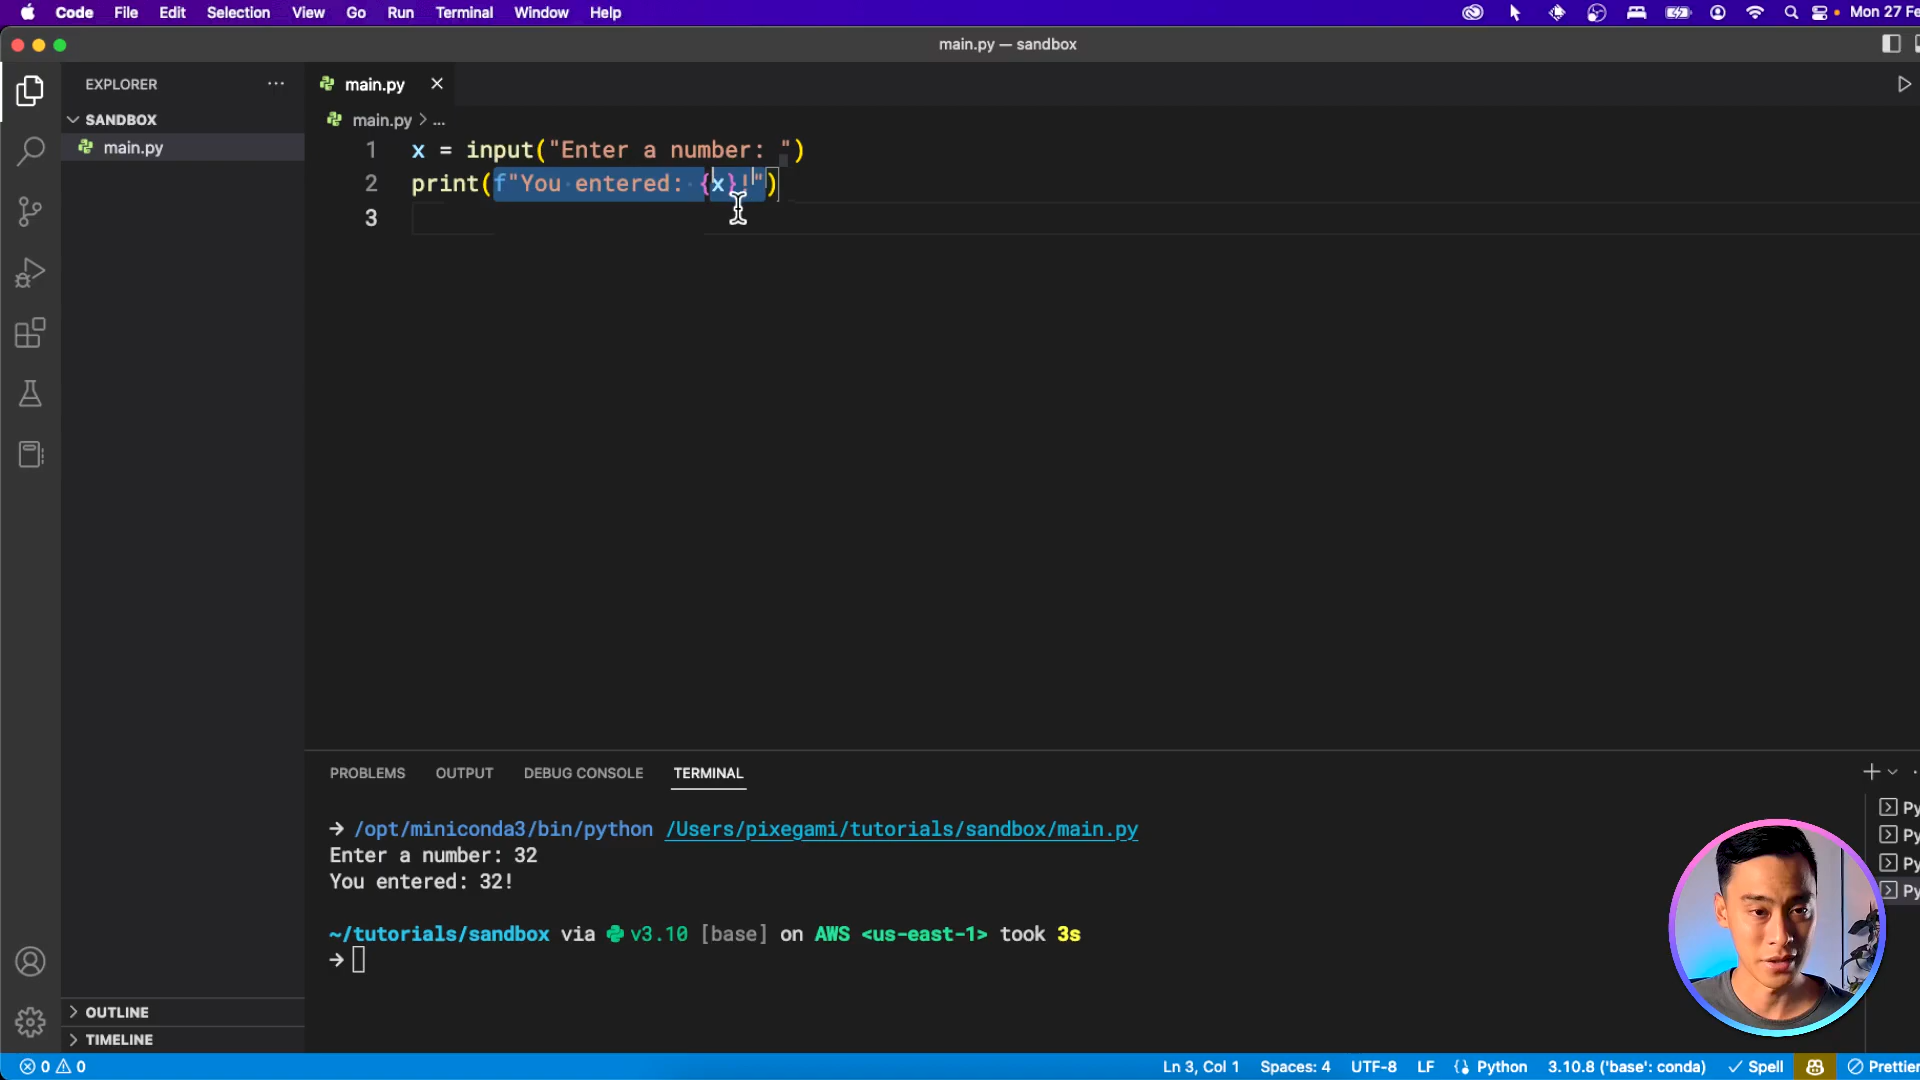 Code File Edit Selection View Go Run Terminal Window Help Mon 27 Fe
main.py — sandbox
EXPLORER ···
main.py
SANDBOX
main.py
main.py > ...
1 x = input("Enter a number: ")
2 print(f"You entered: {x}!")
3
PROBLEMS OUTPUT DEBUG CONSOLE TERMINAL
→ /opt/miniconda3/bin/python /Users/pixegami/tutorials/sandbox/main.py
Enter a number: 32
You entered: 32!
~/tutorials/sandbox via v3.10 [base] on AWS <us-east-1> took 3s
→
Py
Py
Py
Py
OUTLINE
TIMELINE
0 0 Ln 3, Col 1 Spaces: 4 UTF-8 LF Python 3.10.8 ('base': conda) Spell Prettier